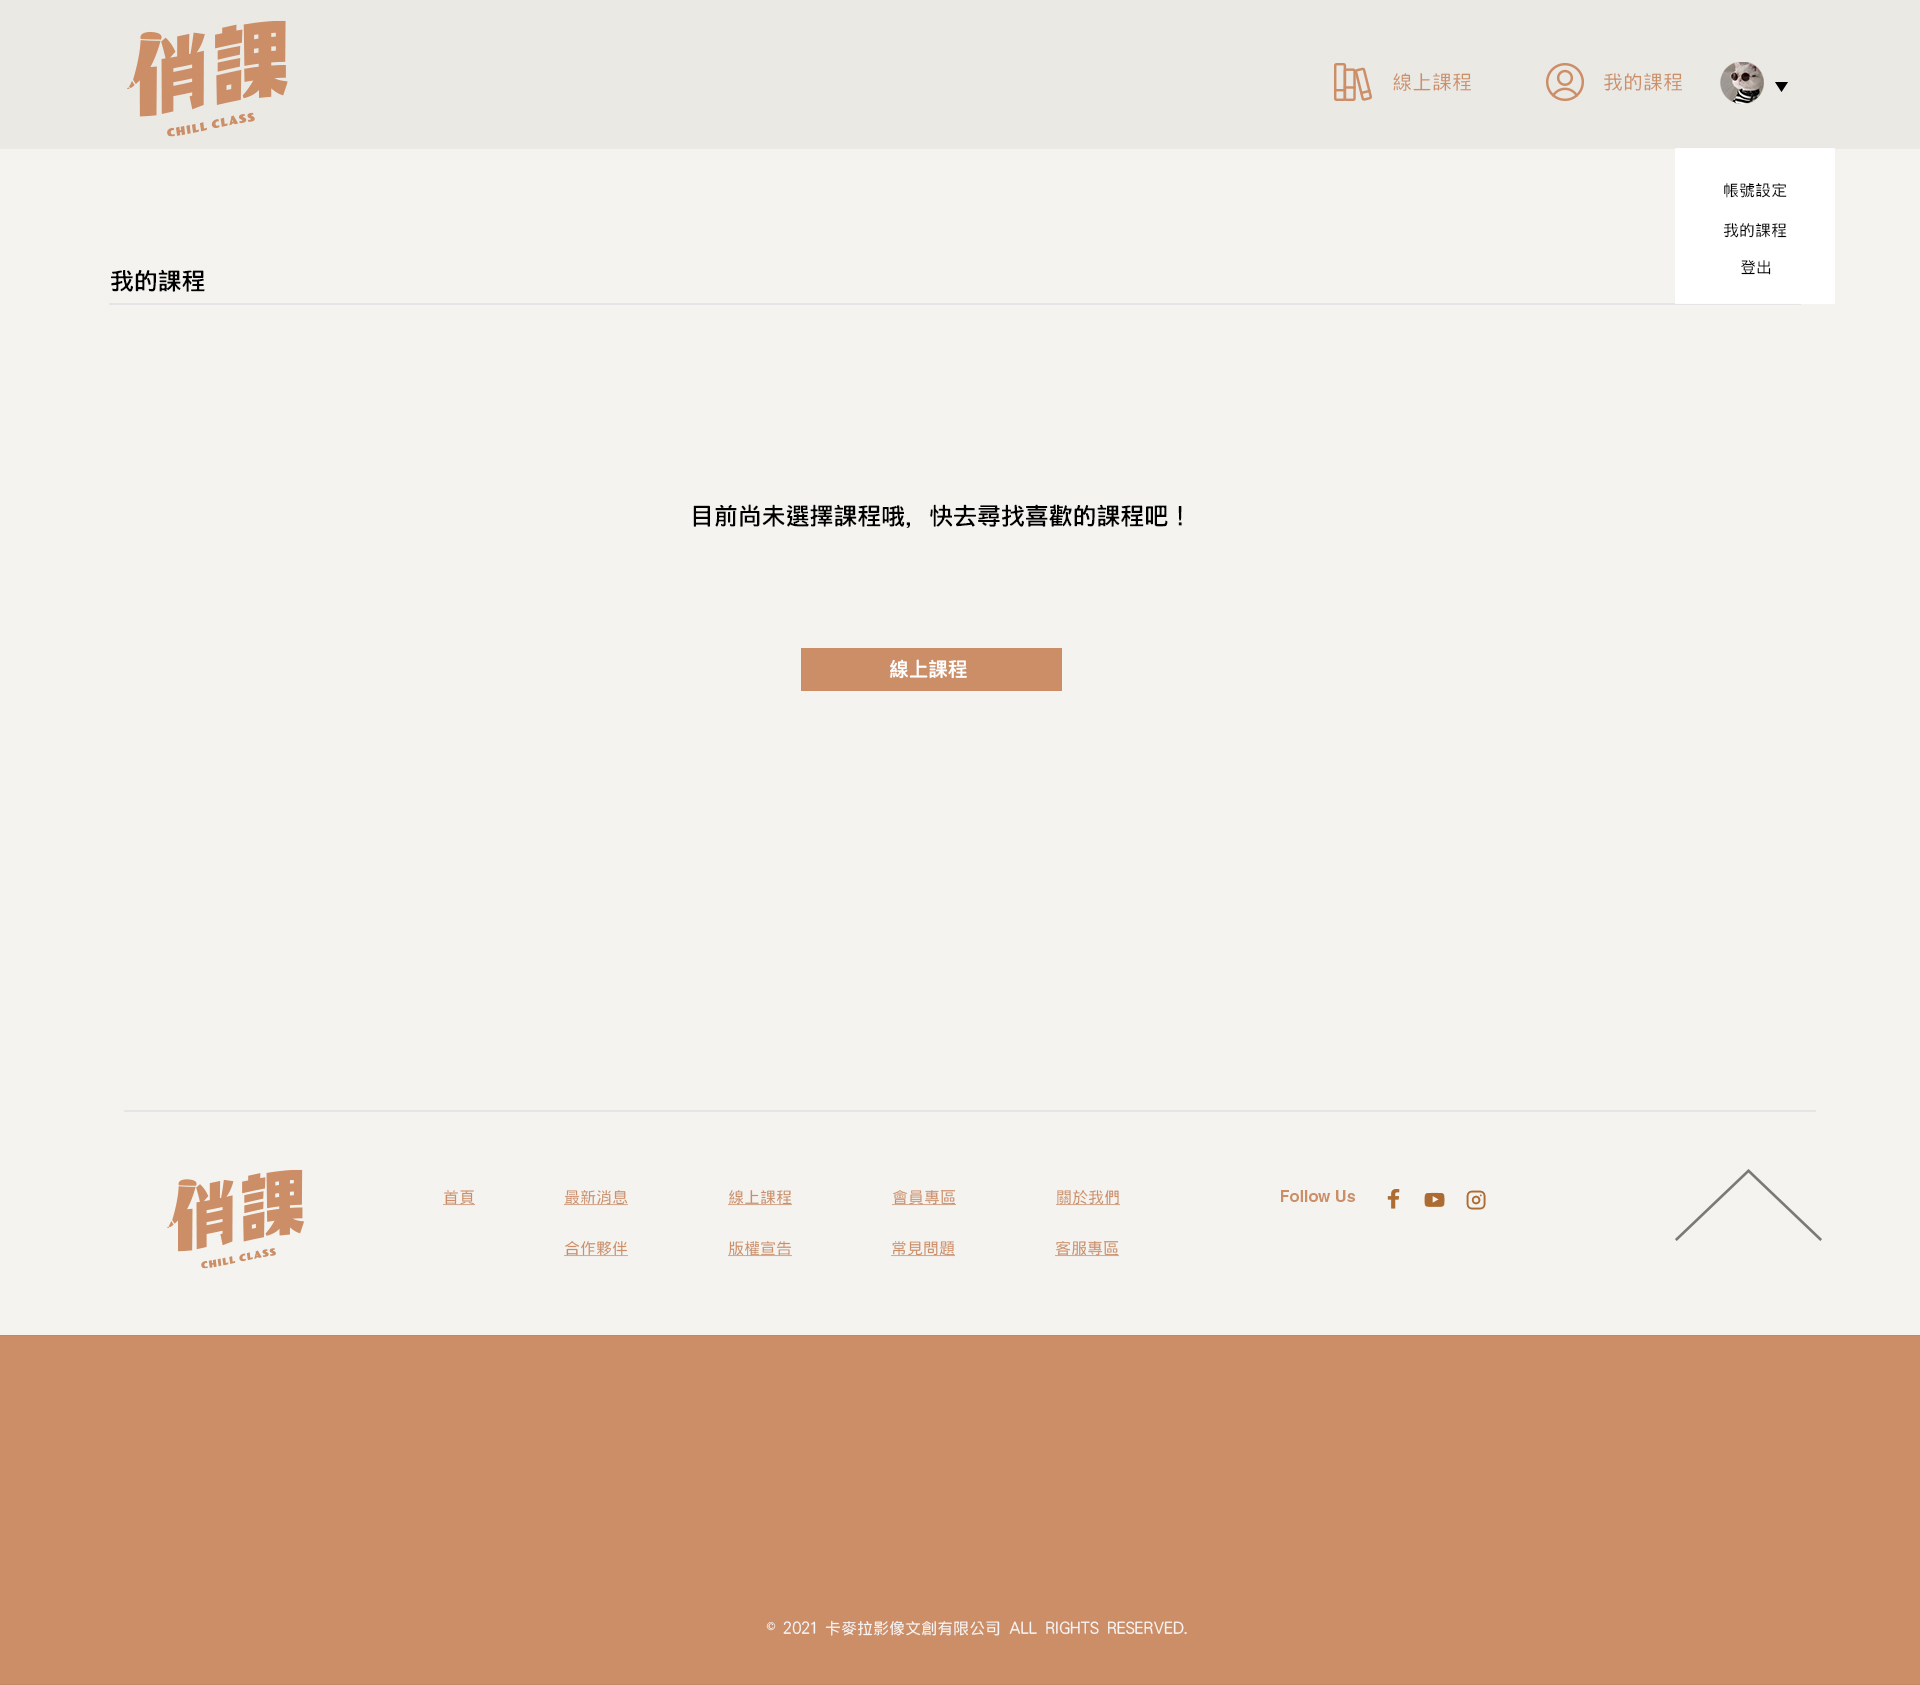 俏課
CHILL CLASS
線上課程
我的課程
帳號設定
我的課程
登出
我的課程
目前尚未選擇課程哦，快去尋找喜歡的課程吧！
線上課程
俏課
CHILL CLASS
首頁 最新消息 線上課程 會員專區 關於我們
合作夥伴 版權宣告 常見問題 客服專區
Follow Us
© 2021 卡麥拉影像文創有限公司 ALL RIGHTS RESERVED.